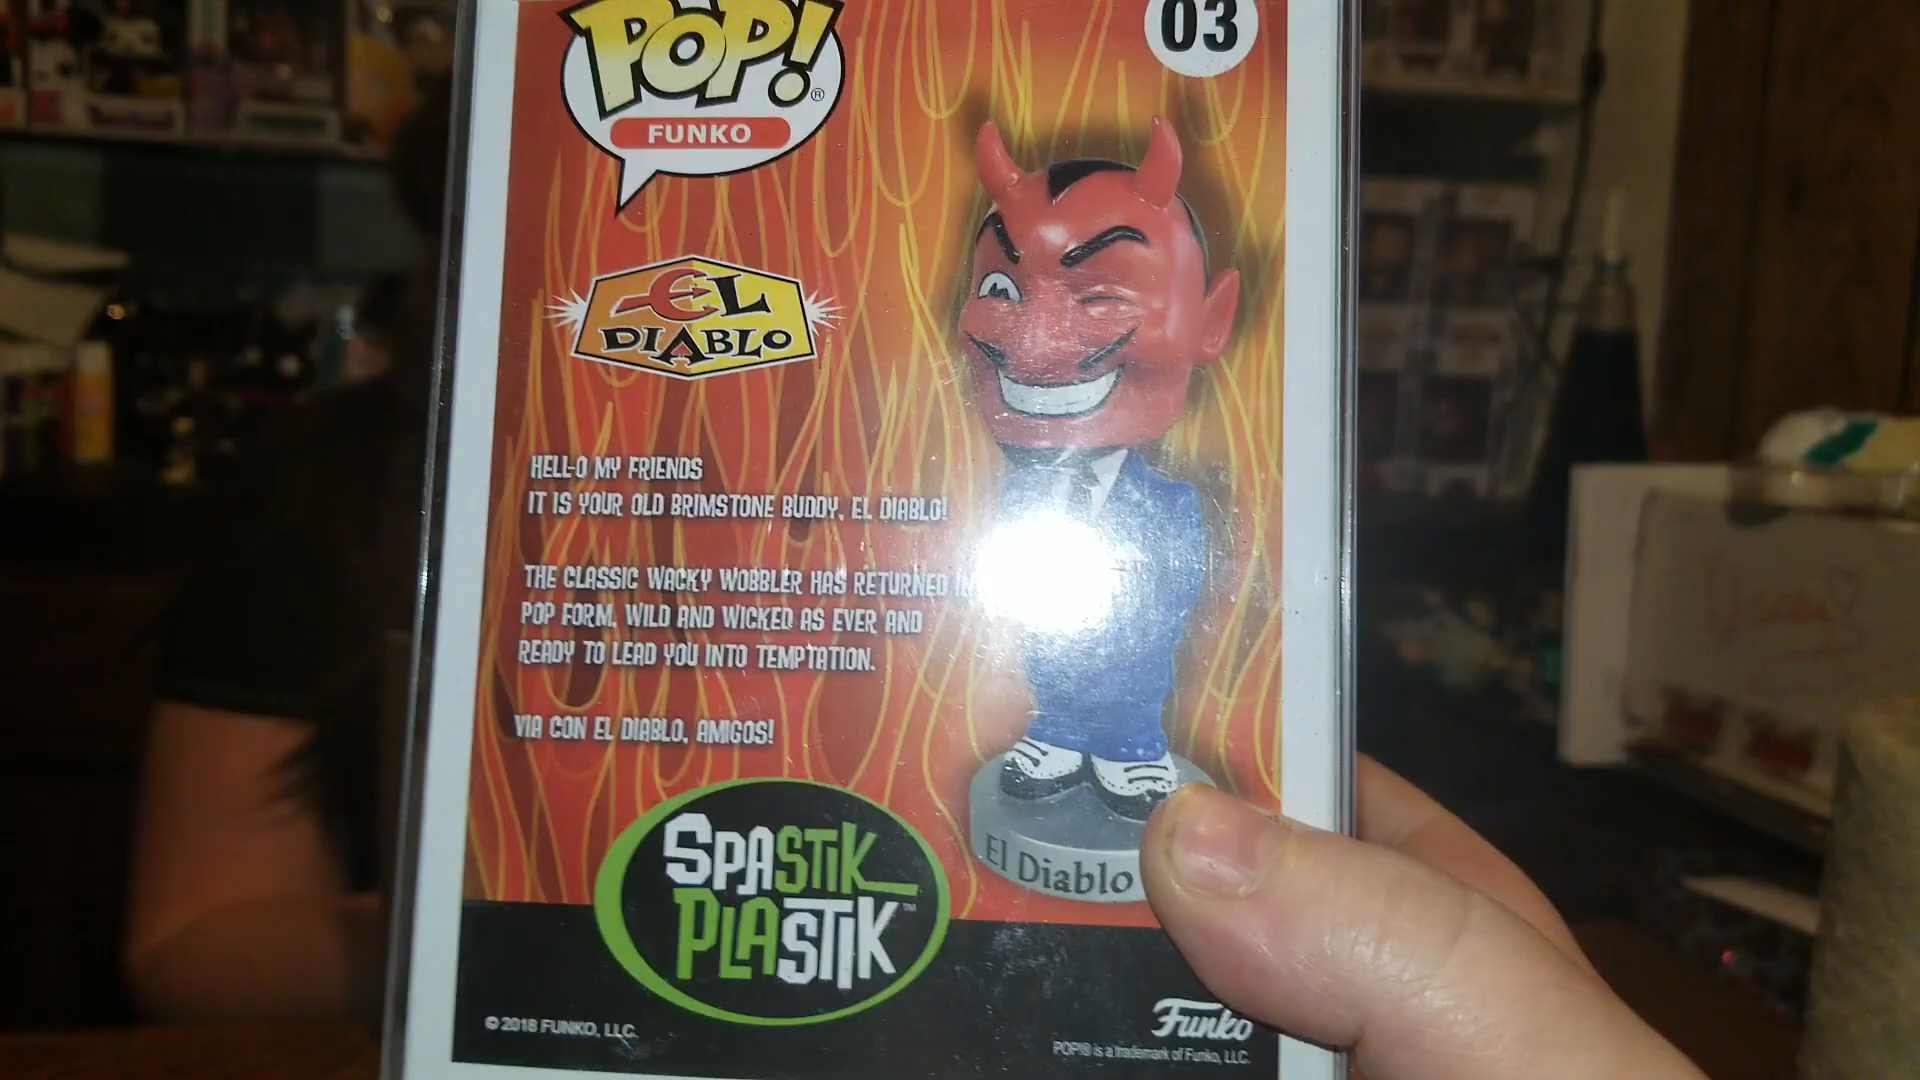 POP!®
FUNKO
03
EL
DIABLO
HELL-O MY FRIENDS
IT IS YOUR OLD BRIMSTONE BUDDY, EL DIABLO!
THE CLASSIC WACKY WOBBLER HAS RETURNED
POP FORM. WILD AND WICKED AS EVER AND
READY TO LEAD YOU INTO TEMPTATION.
VIA CON EL DIABLO, AMIGOS!
El Diablo
SPASTIK
PLASTIK™
© 2018 FUNKO, LLC.
Funko
POP!® is a trademark of Funko, LLC.